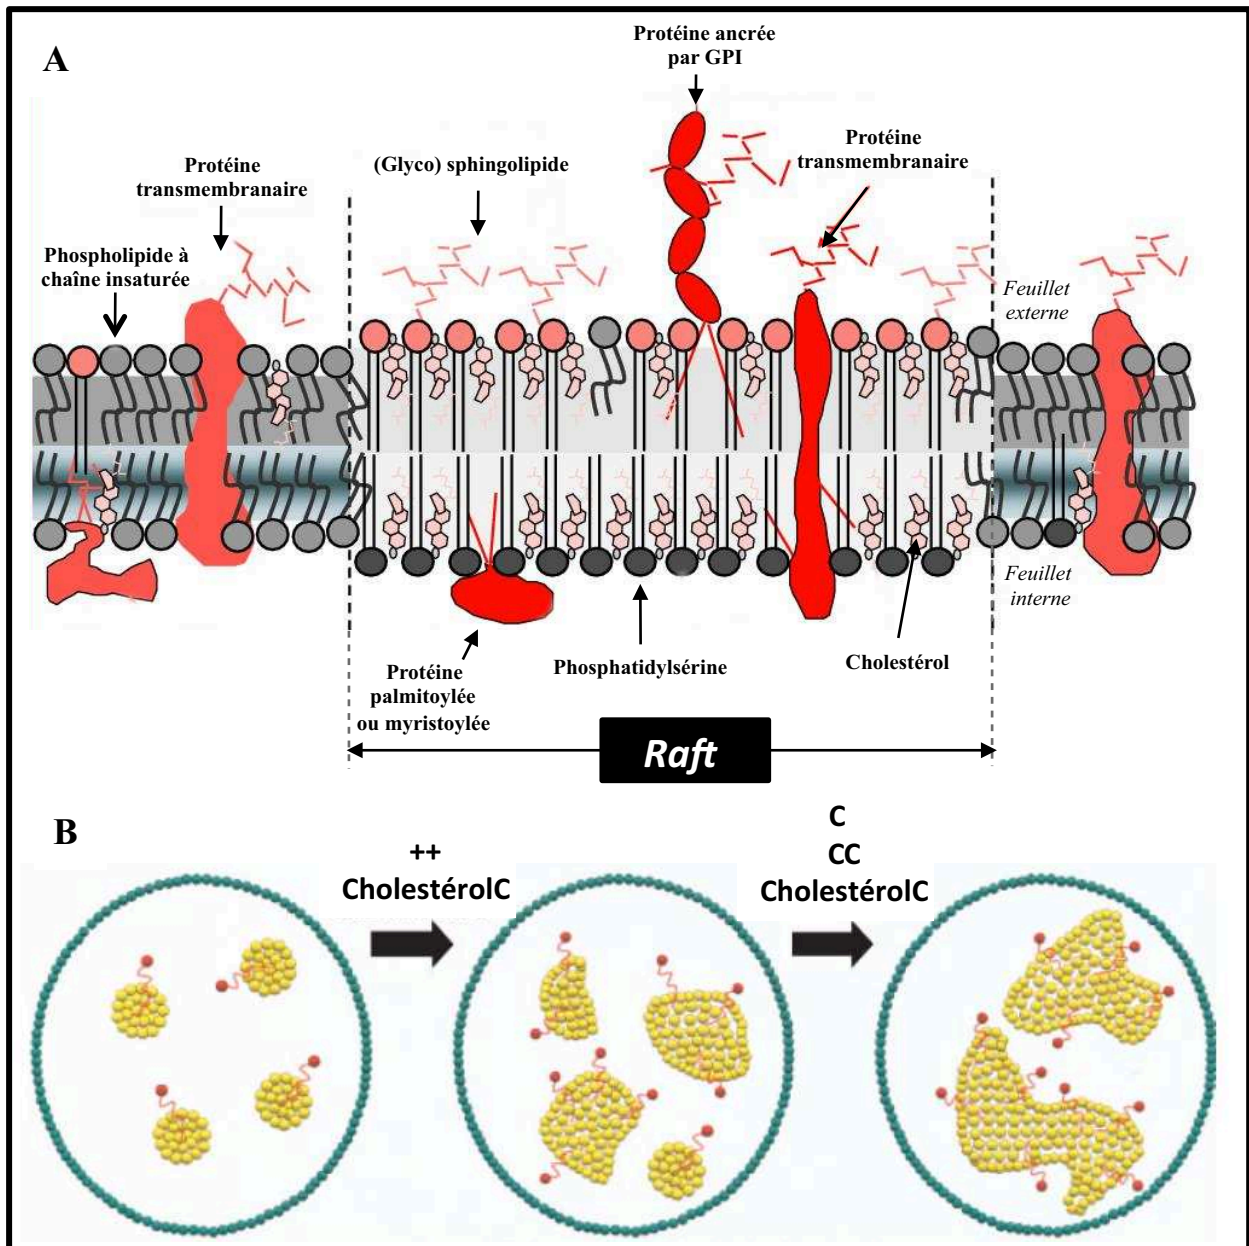 A
Protéine ancrée
par GPI
Protéine
transmembranaire
(Glyco) sphingolipide
Protéine
transmembranaire
Phospholipide à
chaîne insaturée
Feuillet
externe
Feuillet
interne
Protéine
palmitoylée
ou myristoylée
Phosphatidylsérine
Cholestérol
Raft
B
++
CholestérolC
C
CC
CholestérolC